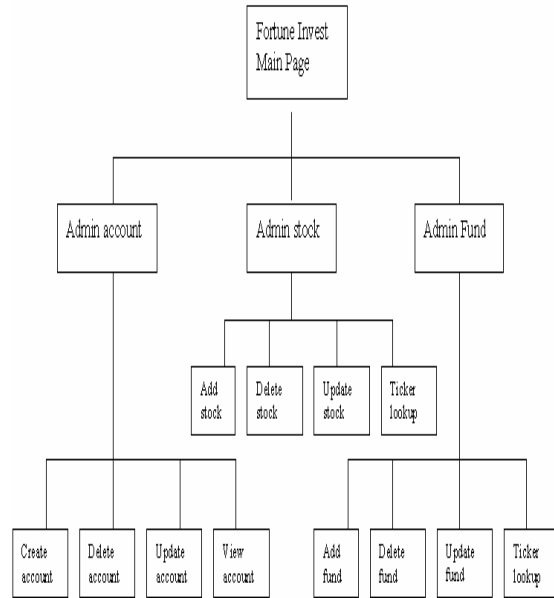 Fortune Invest
Main Page
Admin account
Admin stock
Admin Fund
Add
stock
Delete
stock
Update
stock
Ticker
lookup
Create
account
Delete
account
Update
account
View
account
Add
fund
Delete
fund
Update
fund
Ticker
lookup